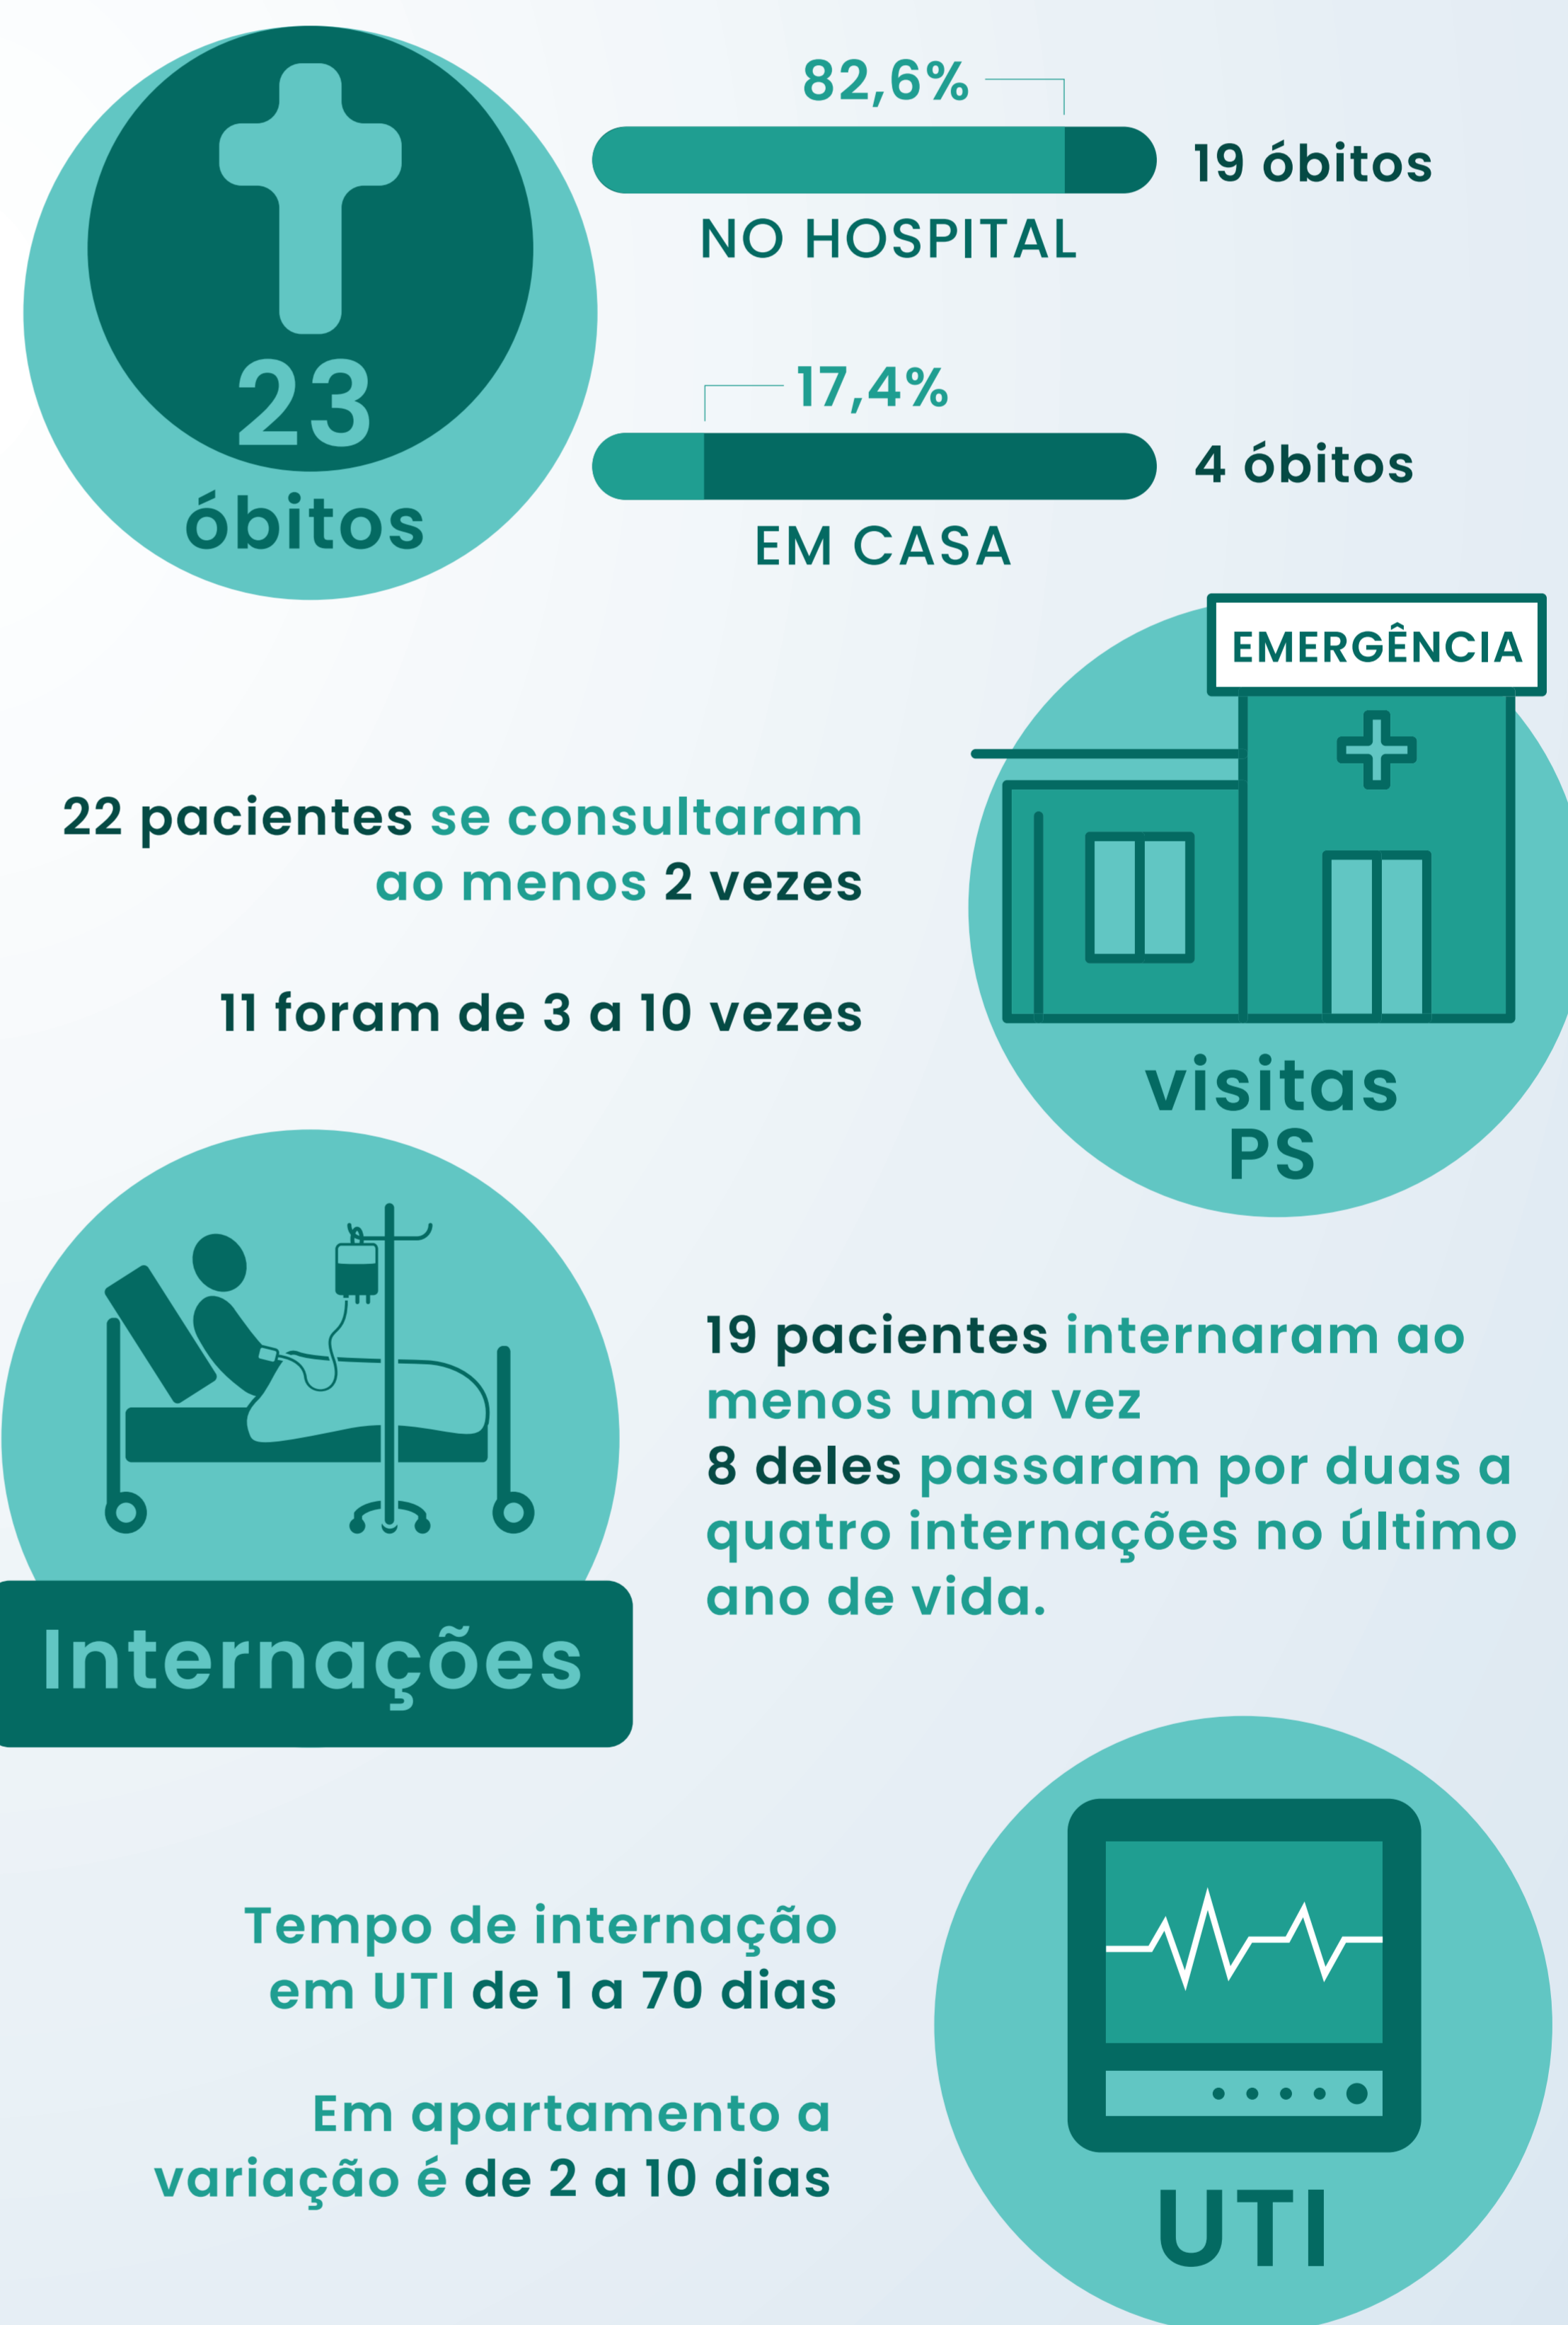 23
óbitos
82,6%
19 óbitos
NO HOSPITAL
17,4%
4 óbitos
EM CASA
EMERGÊNCIA
visitas
PS
22 pacientes se consultaram
ao menos 2 vezes
11 foram de 3 a 10 vezes
Internações
19 pacientes internaram ao
menos uma vez
8 deles passaram por duas a
quatro internações no último
ano de vida.
Tempo de internação
em UTI de 1 a 70 dias
Em apartamento a
variação é de 2 a 10 dias
UTI